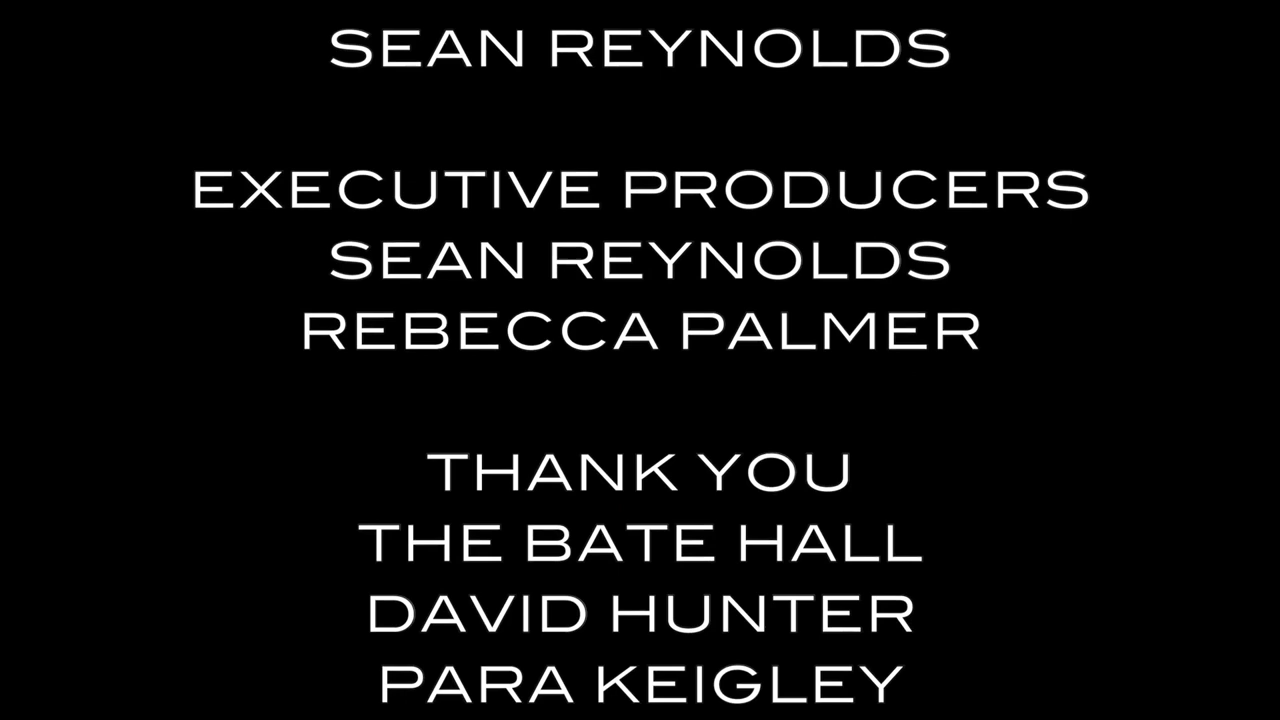 SEAN REYNOLDS
EXECUTIVE PRODUCERS
SEAN REYNOLDS
REBECCA PALMER
THANK YOU
THE BATE HALL
DAVID HUNTER
PARA KEIGLEY